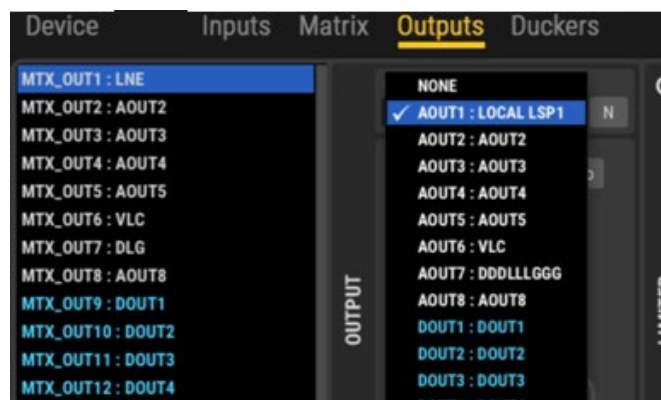 Device Inputs Matrix Outputs Duckers
MTX_OUT1 : LNE
MTX_OUT2 : AOUT2
MTX_OUT3 : AOUT3
MTX_OUT4 : AOUT4
MTX_OUT5 : AOUT5
MTX_OUT6 : VLC
MTX_OUT7 : DLG
MTX_OUT8 : AOUT8
MTX_OUT9 : DOUT1
MTX_OUT10 : DOUT2
MTX_OUT11 : DOUT3
MTX_OUT12 : DOUT4
OUTPUT
NONE
✓ AOUT1 : LOCAL LSP1
AOUT2 : AOUT2
AOUT3 : AOUT3
AOUT4 : AOUT4
AOUT5 : AOUT5
AOUT6 : VLC
AOUT7 : DDDLLLGGG
AOUT8 : AOUT8
DOUT1 : DOUT1
DOUT2 : DOUT2
DOUT3 : DOUT3
N